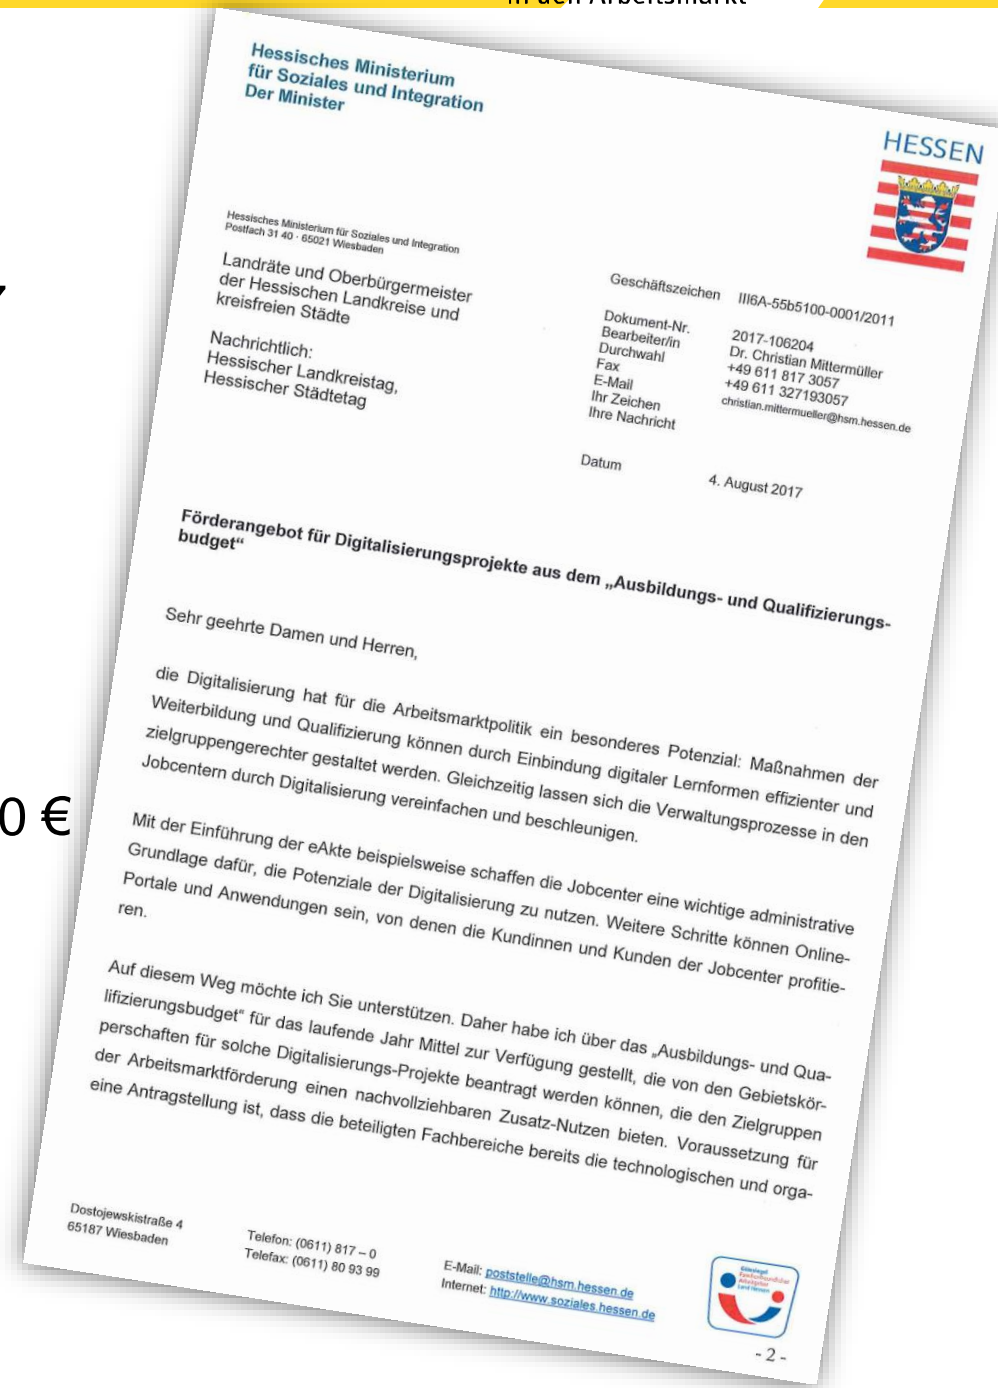 in den Arbeitsmarkt
Hessisches Ministerium
für Soziales und Integration
Der Minister
HESSEN
Hessisches Ministerium für Soziales und Integration
Postfach 31 40 · 65021 Wiesbaden
Landräte und Oberbürgermeister
der Hessischen Landkreise und
kreisfreien Städte
Nachrichtlich:
Hessischer Landkreistag,
Hessischer Städtetag
Geschäftszeichen III6A-55b5100-0001/2011
Dokument-Nr. 2017-106204
Bearbeiter/in Dr. Christian Mittermüller
Durchwahl +49 611 817 3057
Fax +49 611 327193057
E-Mail christian.mittermueller@hsm.hessen.de
Ihr Zeichen
Ihre Nachricht
Datum 4. August 2017
Förderangebot für Digitalisierungsprojekte aus dem „Ausbildungs- und Qualifizierungs-
budget“
Sehr geehrte Damen und Herren,
die Digitalisierung hat für die Arbeitsmarktpolitik ein besonderes Potenzial: Maßnahmen der
Weiterbildung und Qualifizierung können durch Einbindung digitaler Lernformen effizienter und
zielgruppengerechter gestaltet werden. Gleichzeitig lassen sich die Verwaltungsprozesse in den
Jobcentern durch Digitalisierung vereinfachen und beschleunigen.
0 €
Mit der Einführung der eAkte beispielsweise schaffen die Jobcenter eine wichtige administrative
Grundlage dafür, die Potenziale der Digitalisierung zu nutzen. Weitere Schritte können Online-
Portale und Anwendungen sein, von denen die Kundinnen und Kunden der Jobcenter profitie-
ren.
Auf diesem Weg möchte ich Sie unterstützen. Daher habe ich über das „Ausbildungs- und Qua-
lifizierungsbudget“ für das laufende Jahr Mittel zur Verfügung gestellt, die von den Gebietskör-
perschaften für solche Digitalisierungs-Projekte beantragt werden können, die den Zielgruppen
der Arbeitsmarktförderung einen nachvollziehbaren Zusatz-Nutzen bieten. Voraussetzung für
eine Antragstellung ist, dass die beteiligten Fachbereiche bereits die technologischen und orga-
Dostojewskistraße 4
65187 Wiesbaden
Telefon: (0611) 817 – 0
Telefax: (0611) 80 93 99
E-Mail: poststelle@hsm.hessen.de
Internet: http://www.soziales.hessen.de
Gütesiegel
Familienfreundlicher
Arbeitgeber
Land Hessen
- 2 -